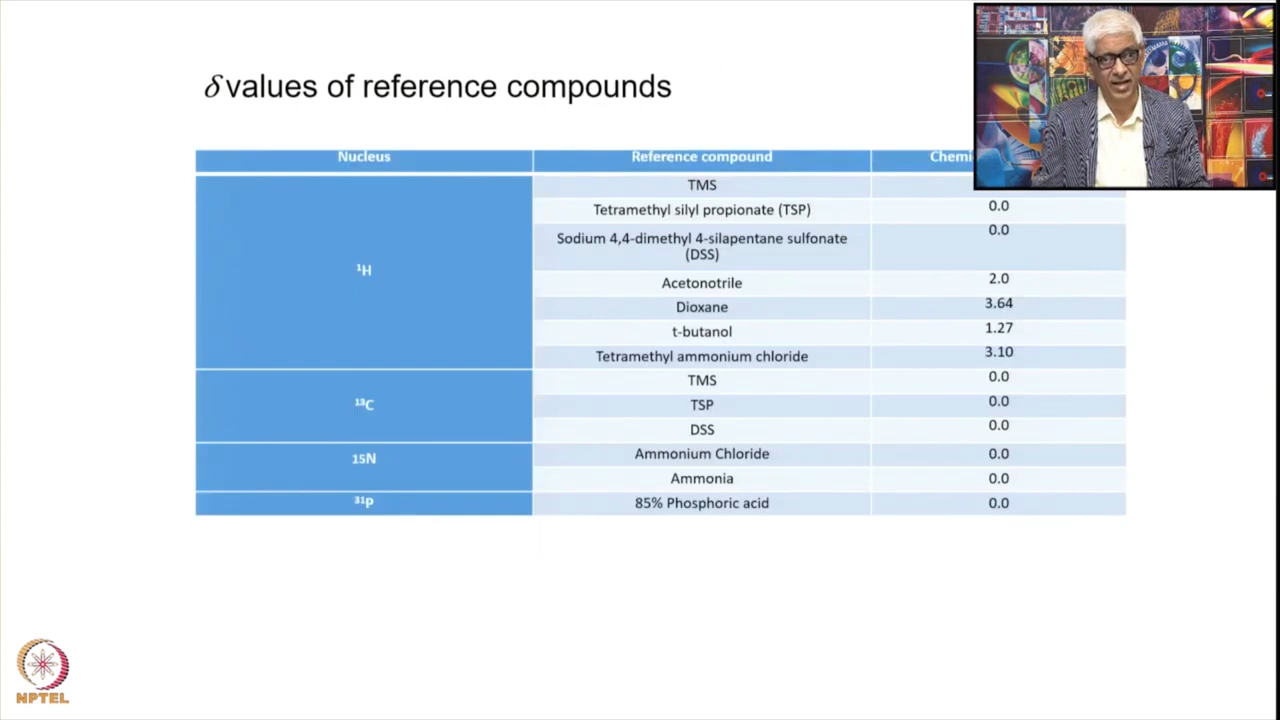 δ values of reference compounds
Nucleus Reference compound
¹H
TMS
Tetramethyl silyl propionate (TSP) 0.0
Sodium 4,4-dimethyl 4-silapentane sulfonate 0.0
(DSS)
Acetonotrile 2.0
Dioxane 3.64
t-butanol 1.27
Tetramethyl ammonium chloride 3.10
¹³C
TMS 0.0
TSP 0.0
DSS 0.0
15N
Ammonium Chloride 0.0
Ammonia 0.0
³¹P 85% Phosphoric acid 0.0
NPTEL